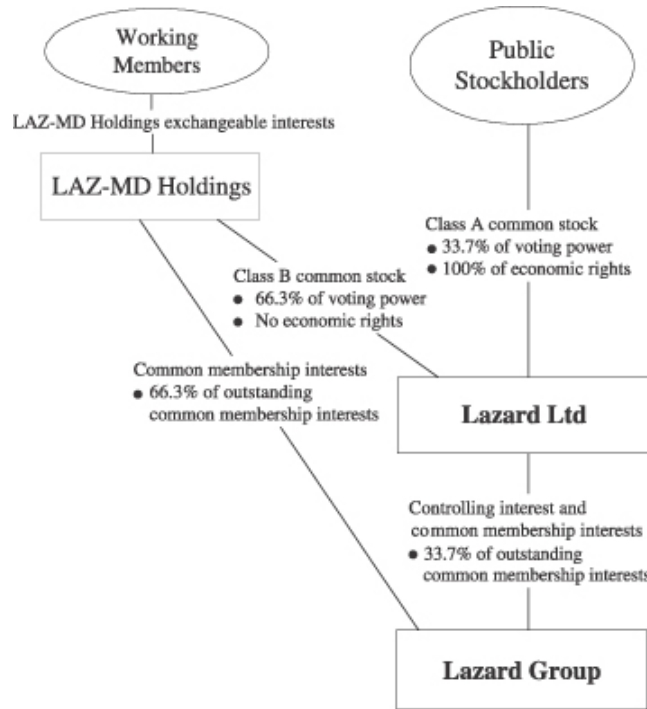 Working
Members
Public
Stockholders
LAZ-MD Holdings exchangeable interests
LAZ-MD Holdings
Class A common stock
● 33.7% of voting power
● 100% of economic rights
Class B common stock
● 66.3% of voting power
● No economic rights
Common membership interests
● 66.3% of outstanding
common membership interests
Lazard Ltd
Controlling interest and
common membership interests
● 33.7% of outstanding
common membership interests
Lazard Group